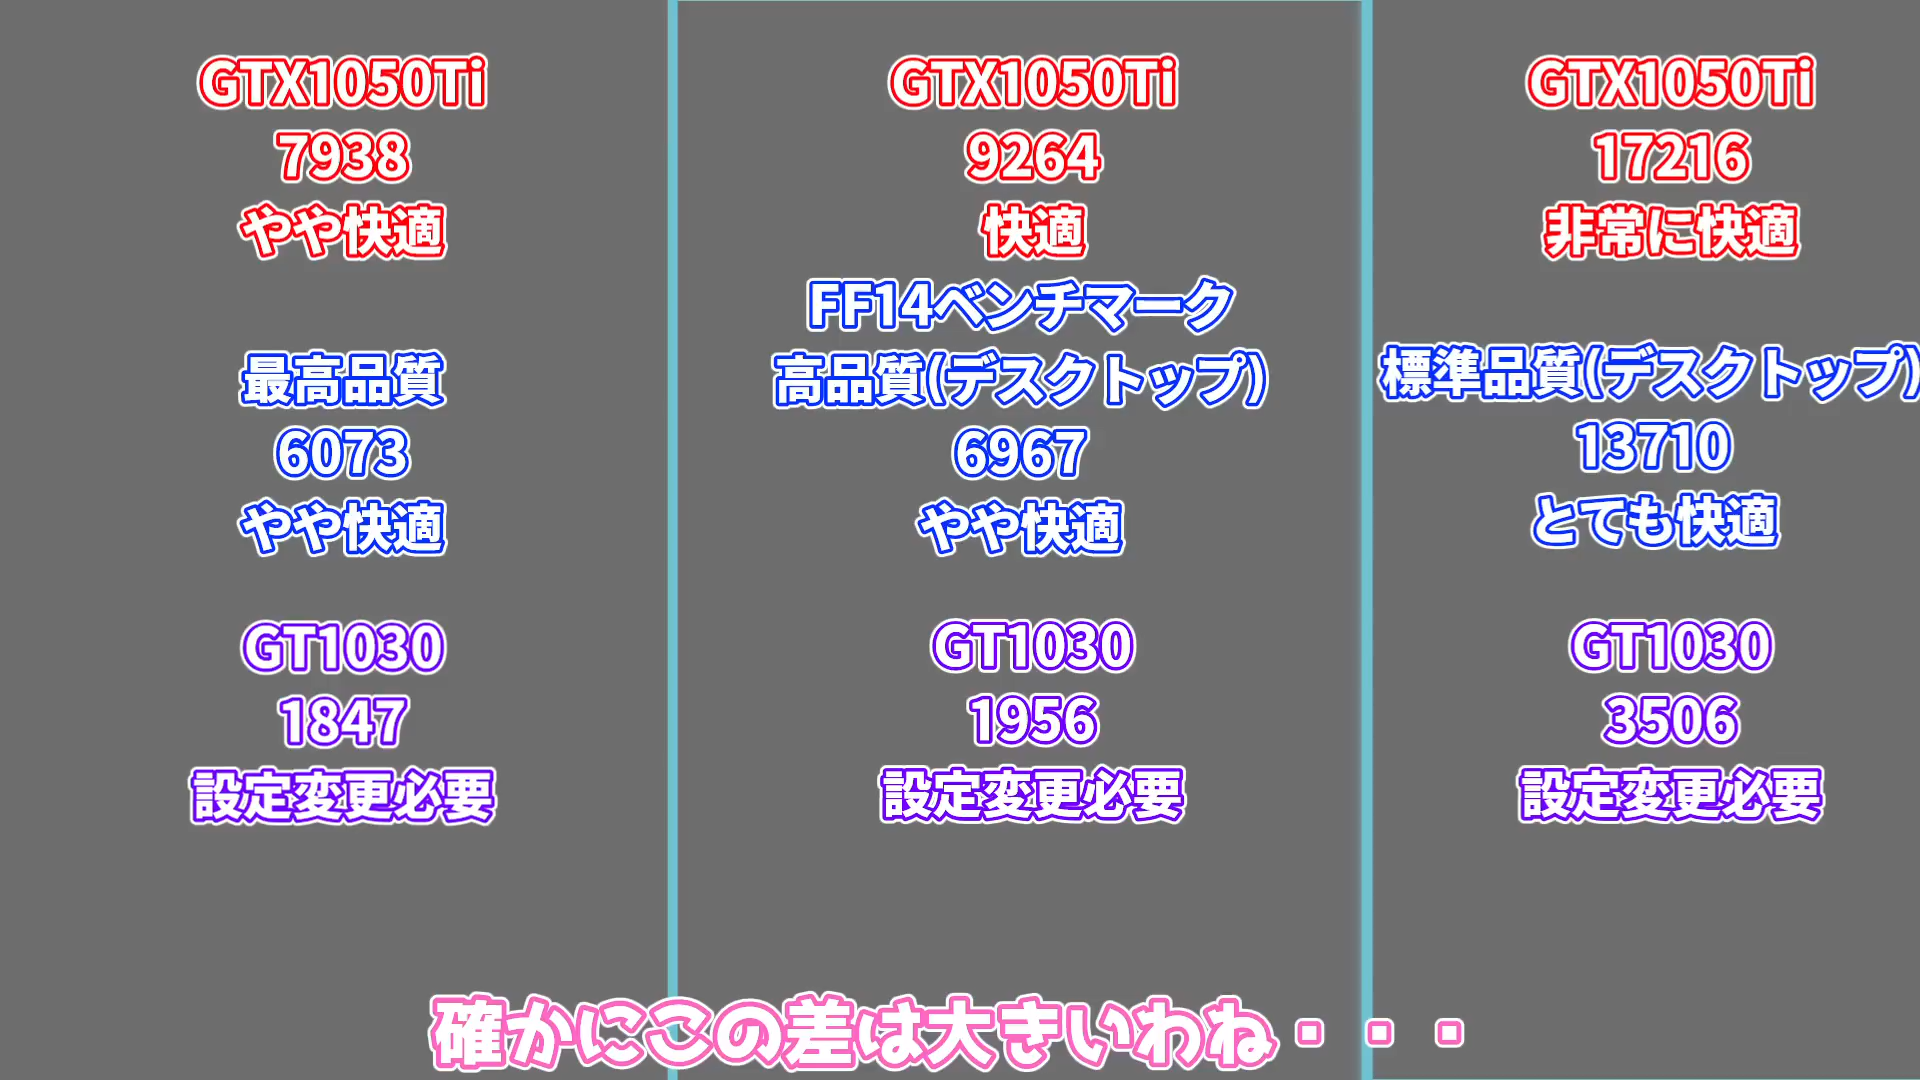 GTX1050Ti
7938
やや快適
最高品質
6073
やや快適
GT1030
1847
設定変更必要
GTX1050Ti
9264
快適
FF14ベンチマーク
高品質(デスクトップ)
6967
やや快適
GT1030
1956
設定変更必要
GTX1050Ti
17216
非常に快適
標準品質(デスクトップ)
13710
とても快適
GT1030
3506
設定変更必要
確かにこの差は大きいわね・・・